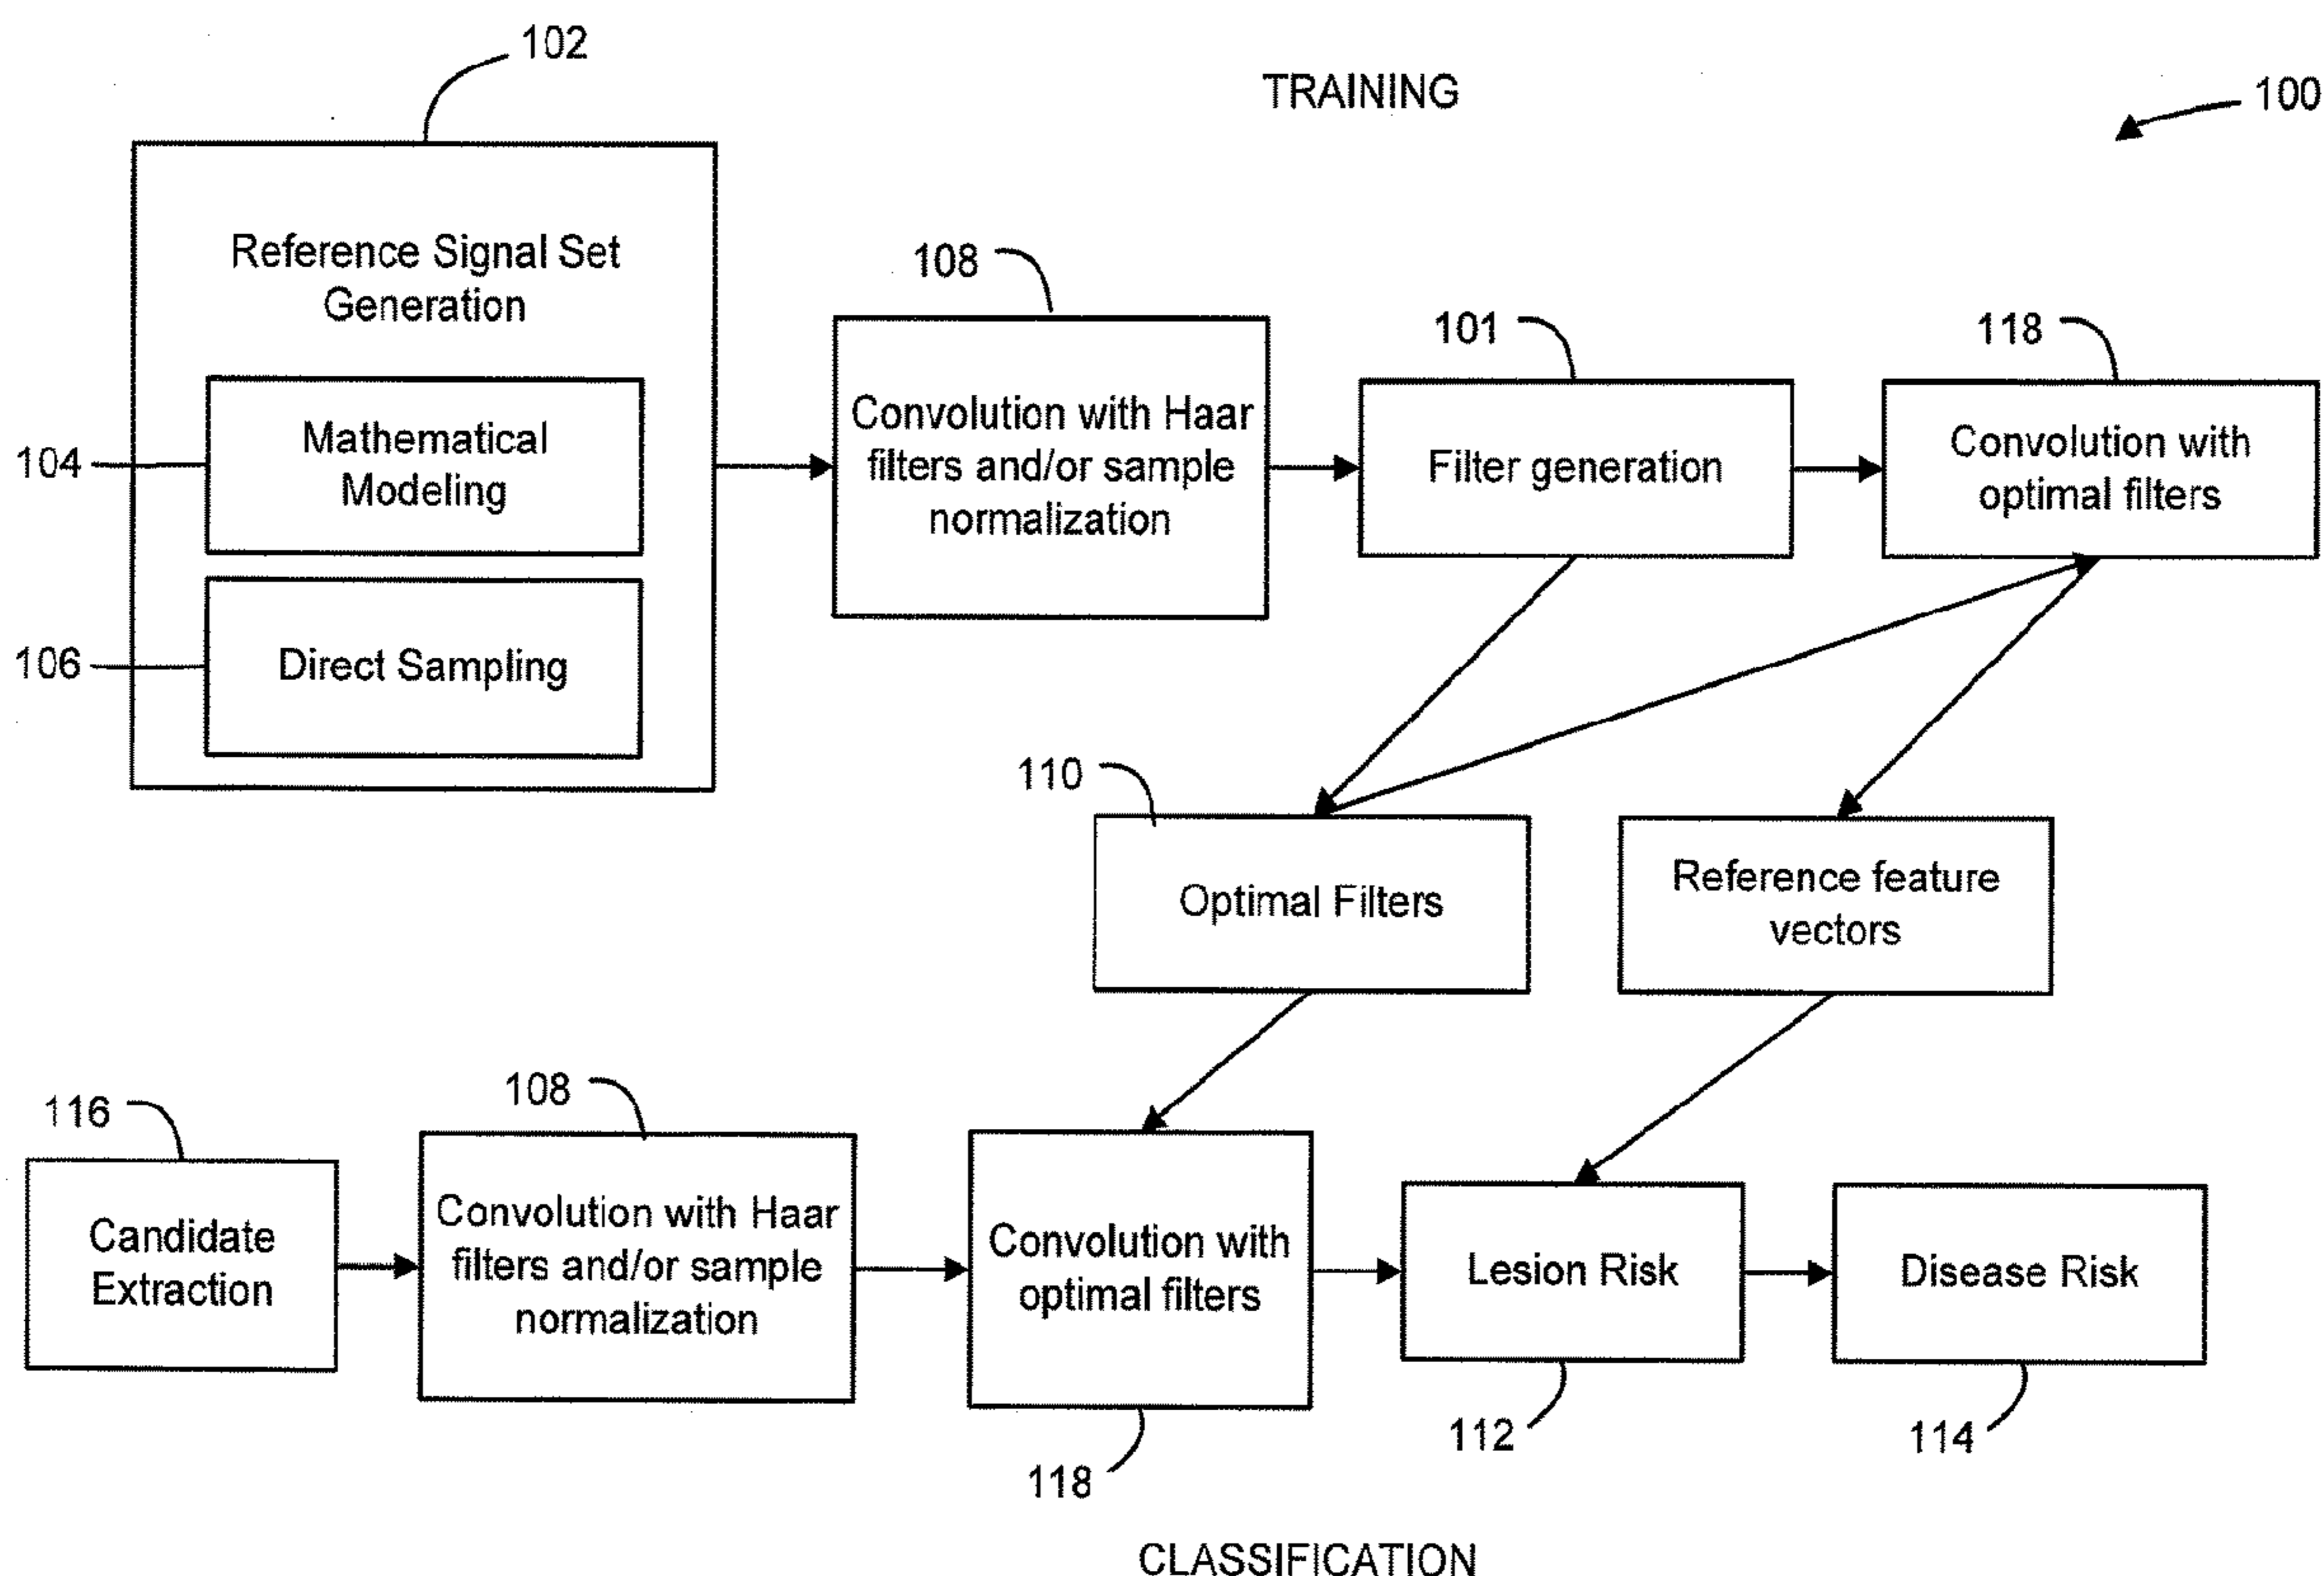 102
TRAINING
100
Reference Signal Set
Generation
108
101
118
Mathematical
Modeling
104
Convolution with Haar
filters and/or sample
normalization
Filter generation
Convolution with
optimal filters
106
Direct Sampling
110
Optimal Filters
Reference feature
vectors
116
108
Candidate
Extraction
Convolution with Haar
filters and/or sample
normalization
Convolution with
optimal filters
Lesion Risk
Disease Risk
118
112
114
CLASSIFICATION